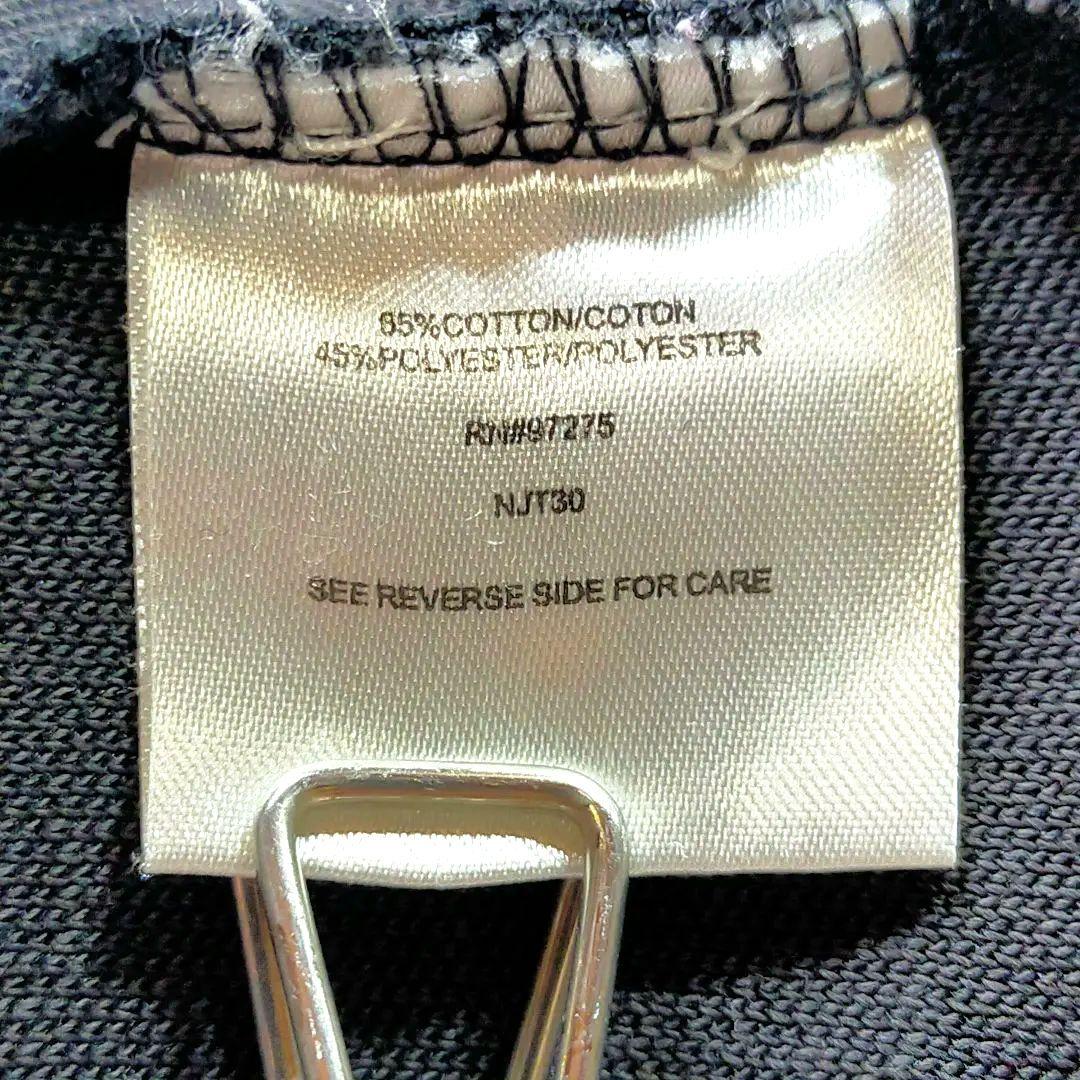 55%COTTON/COTON
45%POLYESTER/POLYESTER
RN#97275
NJT30
SEE REVERSE SIDE FOR CARE